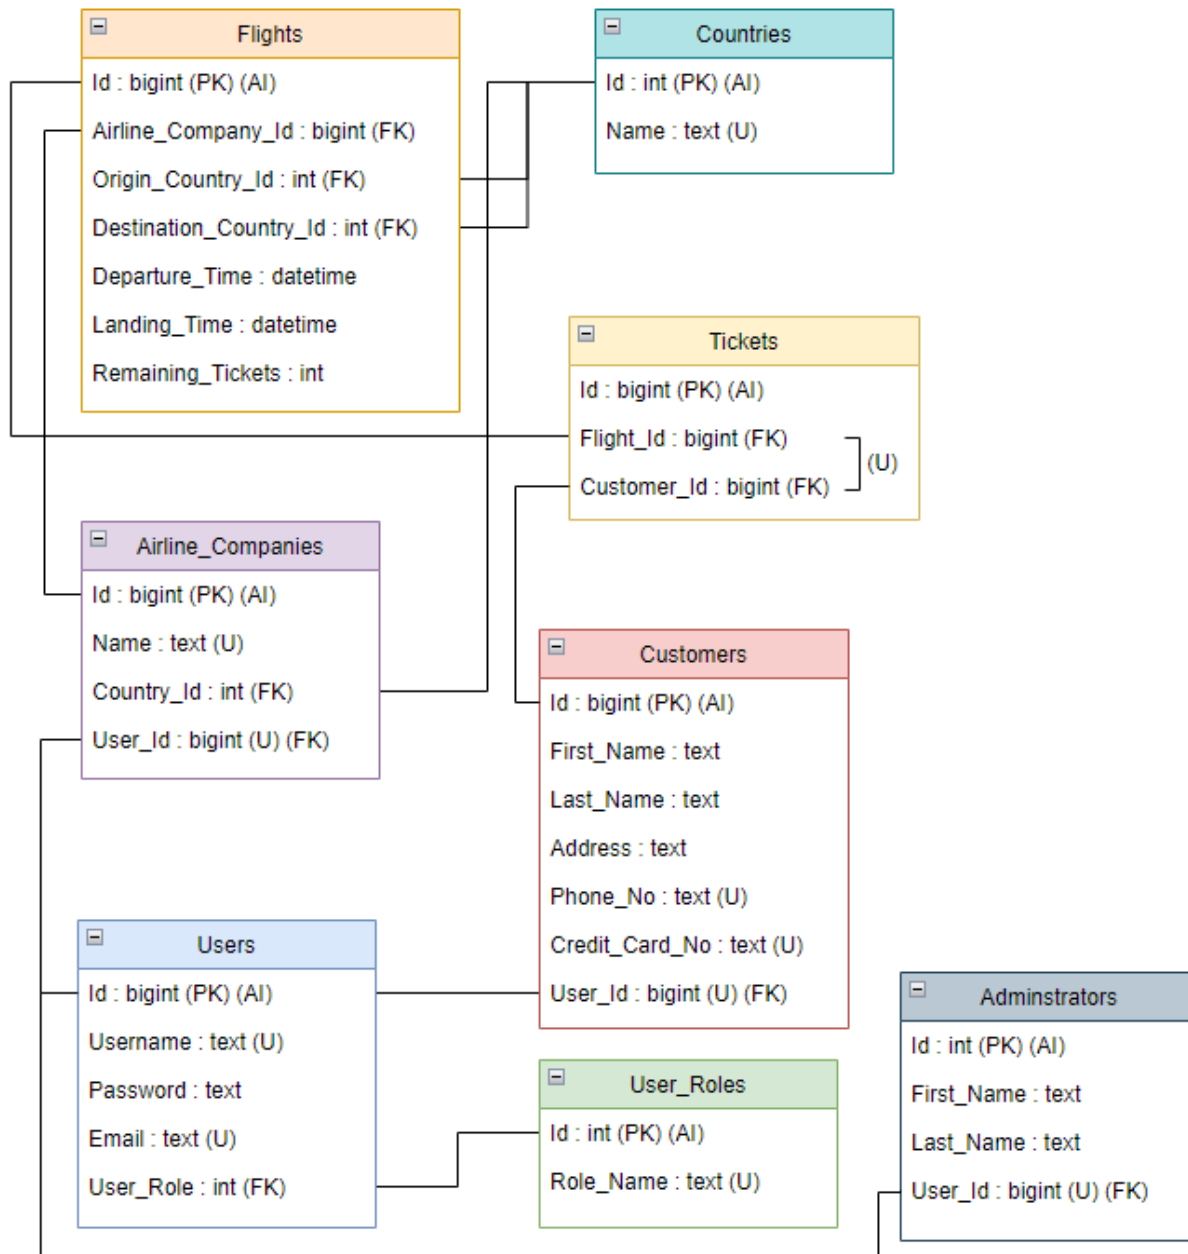 Flights
Id : bigint (PK) (AI)
Airline_Company_Id : bigint (FK)
Origin_Country_Id : int (FK)
Destination_Country_Id : int (FK)
Departure_Time : datetime
Landing_Time : datetime
Remaining_Tickets : int
Countries
Id : int (PK) (AI)
Name : text (U)
Tickets
Id : bigint (PK) (AI)
Flight_Id : bigint (FK)
Customer_Id : bigint (FK)
(U)
Airline_Companies
Id : bigint (PK) (AI)
Name : text (U)
Country_Id : int (FK)
User_Id : bigint (U) (FK)
Customers
Id : bigint (PK) (AI)
First_Name : text
Last_Name : text
Address : text
Phone_No : text (U)
Credit_Card_No : text (U)
User_Id : bigint (U) (FK)
Users
Id : bigint (PK) (AI)
Username : text (U)
Password : text
Email : text (U)
User_Role : int (FK)
User_Roles
Id : int (PK) (AI)
Role_Name : text (U)
Adminstrators
Id : int (PK) (AI)
First_Name : text
Last_Name : text
User_Id : bigint (U) (FK)